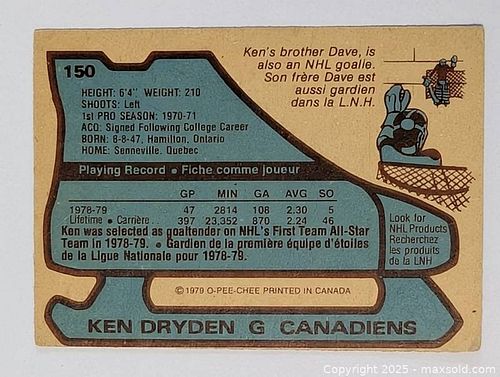 150
Ken's brother Dave, is
also an NHL goalie.
Son frère Dave est
aussi gardien
dans la L.N.H.
HEIGHT: 6'4" WEIGHT: 210
SHOOTS: Left
1st PRO SEASON: 1970-71
ACQ: Signed Following College Career
BORN: 8-8-47, Hamilton, Ontario
HOME: Senneville, Quebec
Playing Record • Fiche comme joueur
GP MIN GA AVG SO
1978-79 47 2814 108 2.30 5
Lifetime • Carrière 397 23,352 870 2.24 46
Ken was selected as goaltender on NHL's First Team All-Star
Team in 1978-79. • Gardien de la première équipe d'étoiles
de la Ligue Nationale pour 1978-79.
Look for
NHL Products
Recherchez
les produits
de la LNH
©1979 O-PEE-CHEE PRINTED IN CANADA
KEN DRYDEN G CANADIENS
Copyright 2025 - maxsold.com